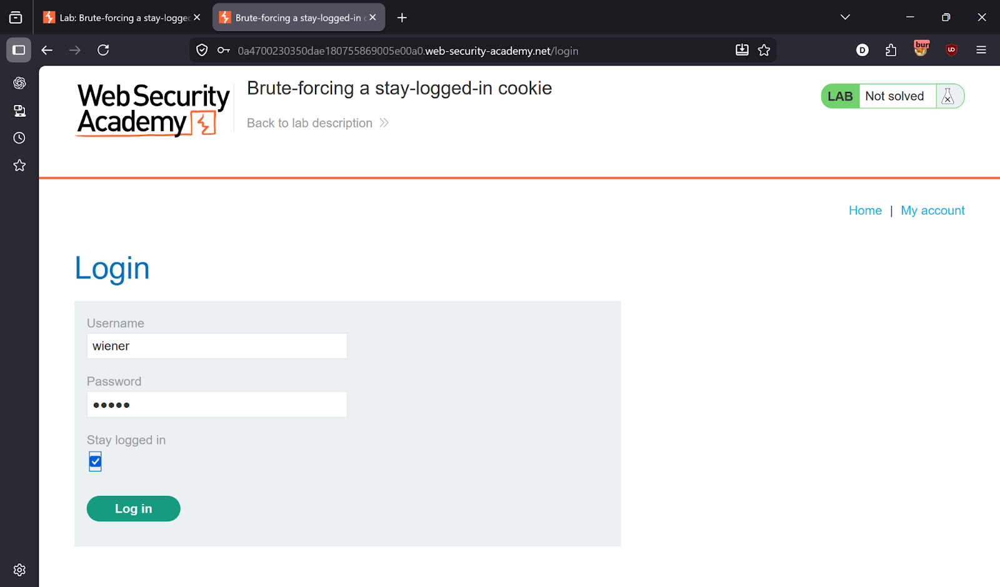 Lab: Brute-forcing a stay-logge
Brute-forcing a stay-logged-in
0a4700230350dae180755869005e00a0.web-security-academy.net/login
D
bur
UD
Web Security
Academy
Brute-forcing a stay-logged-in cookie
Back to lab description
LAB
Not solved
Home | My account
Login
Username
wiener
Password
Stay logged in
Log in